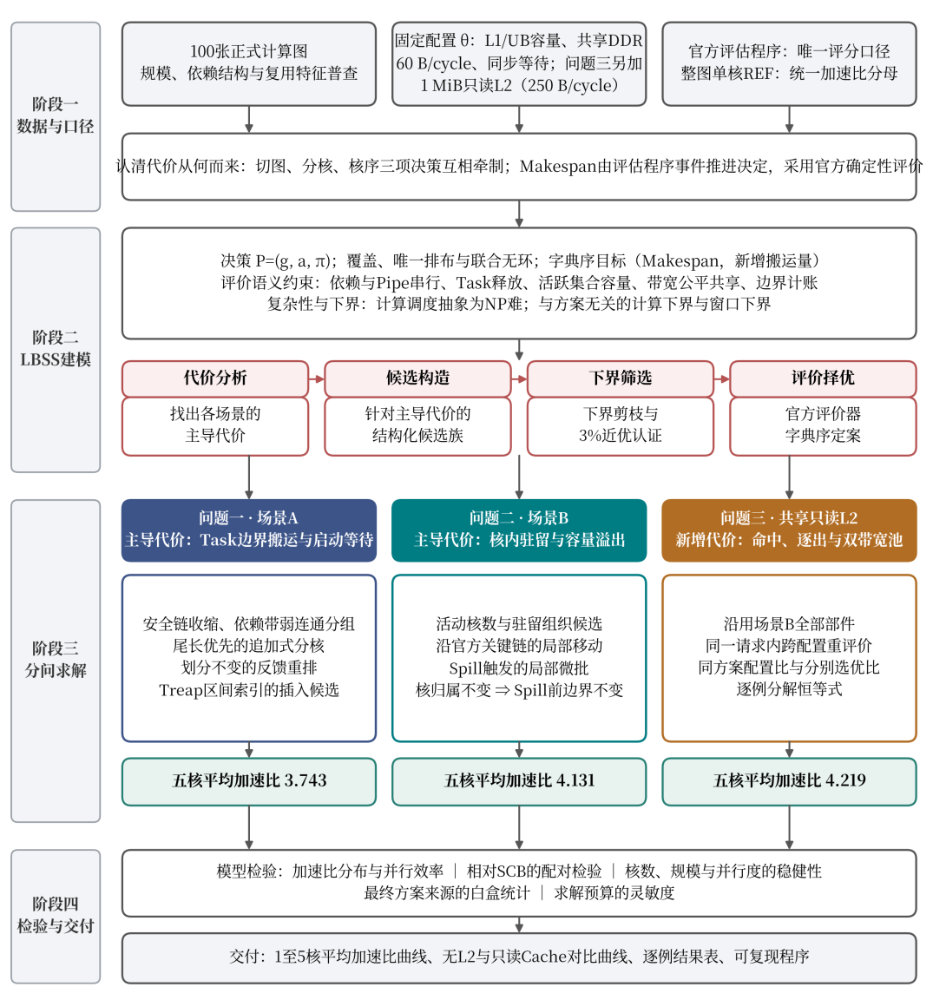 阶段一
数据与口径
100张正式计算图
规模、依赖结构与复用特征普查
固定配置 θ：L1/UB容量、共享DDR
60 B/cycle、同步等待；问题三另加
1 MiB只读L2（250 B/cycle）
官方评估程序：唯一评分口径
整图单核REF：统一加速比分母
认清代价从何而来：切图、分核、核序三项决策互相牵制；Makespan由评估程序事件推进决定，采用官方确定性评价
阶段二
LBSS建模
决策 P=(g, a, π)；覆盖、唯一排布与联合无环；字典序目标（Makespan，新增搬运量）
评价语义约束：依赖与Pipe串行、Task释放、活跃集合容量、带宽公平共享、边界计账
复杂性与下界：计算调度抽象为NP难；与方案无关的计算下界与窗口下界
代价分析
找出各场景的
主导代价
候选构造
针对主导代价的
结构化候选族
下界筛选
下界剪枝与
3%近优认证
评价择优
官方评价器
字典序定案
阶段三
分问求解
问题一 · 场景A
主导代价：Task边界搬运与启动等待
安全链收缩、依赖带弱连通分组
尾长优先的追加式分核
划分不变的反馈重排
Treap区间索引的插入候选
五核平均加速比 3.743
问题二 · 场景B
主导代价：核内驻留与容量溢出
活动核数与驻留组织候选
沿官方关键链的局部移动
Spill触发的局部微批
核归属不变 ⇒ Spill前边界不变
五核平均加速比 4.131
问题三 · 共享只读L2
新增代价：命中、逐出与双带宽池
沿用场景B全部部件
同一请求内跨配置重评价
同方案配置比与分别选优比
逐例分解恒等式
五核平均加速比 4.219
阶段四
检验与交付
模型检验：加速比分布与并行效率 ｜ 相对SCB的配对检验 ｜ 核数、规模与并行度的稳健性
最终方案来源的白盒统计 ｜ 求解预算的灵敏度
交付：1至5核平均加速比曲线、无L2与只读Cache对比曲线、逐例结果表、可复现程序